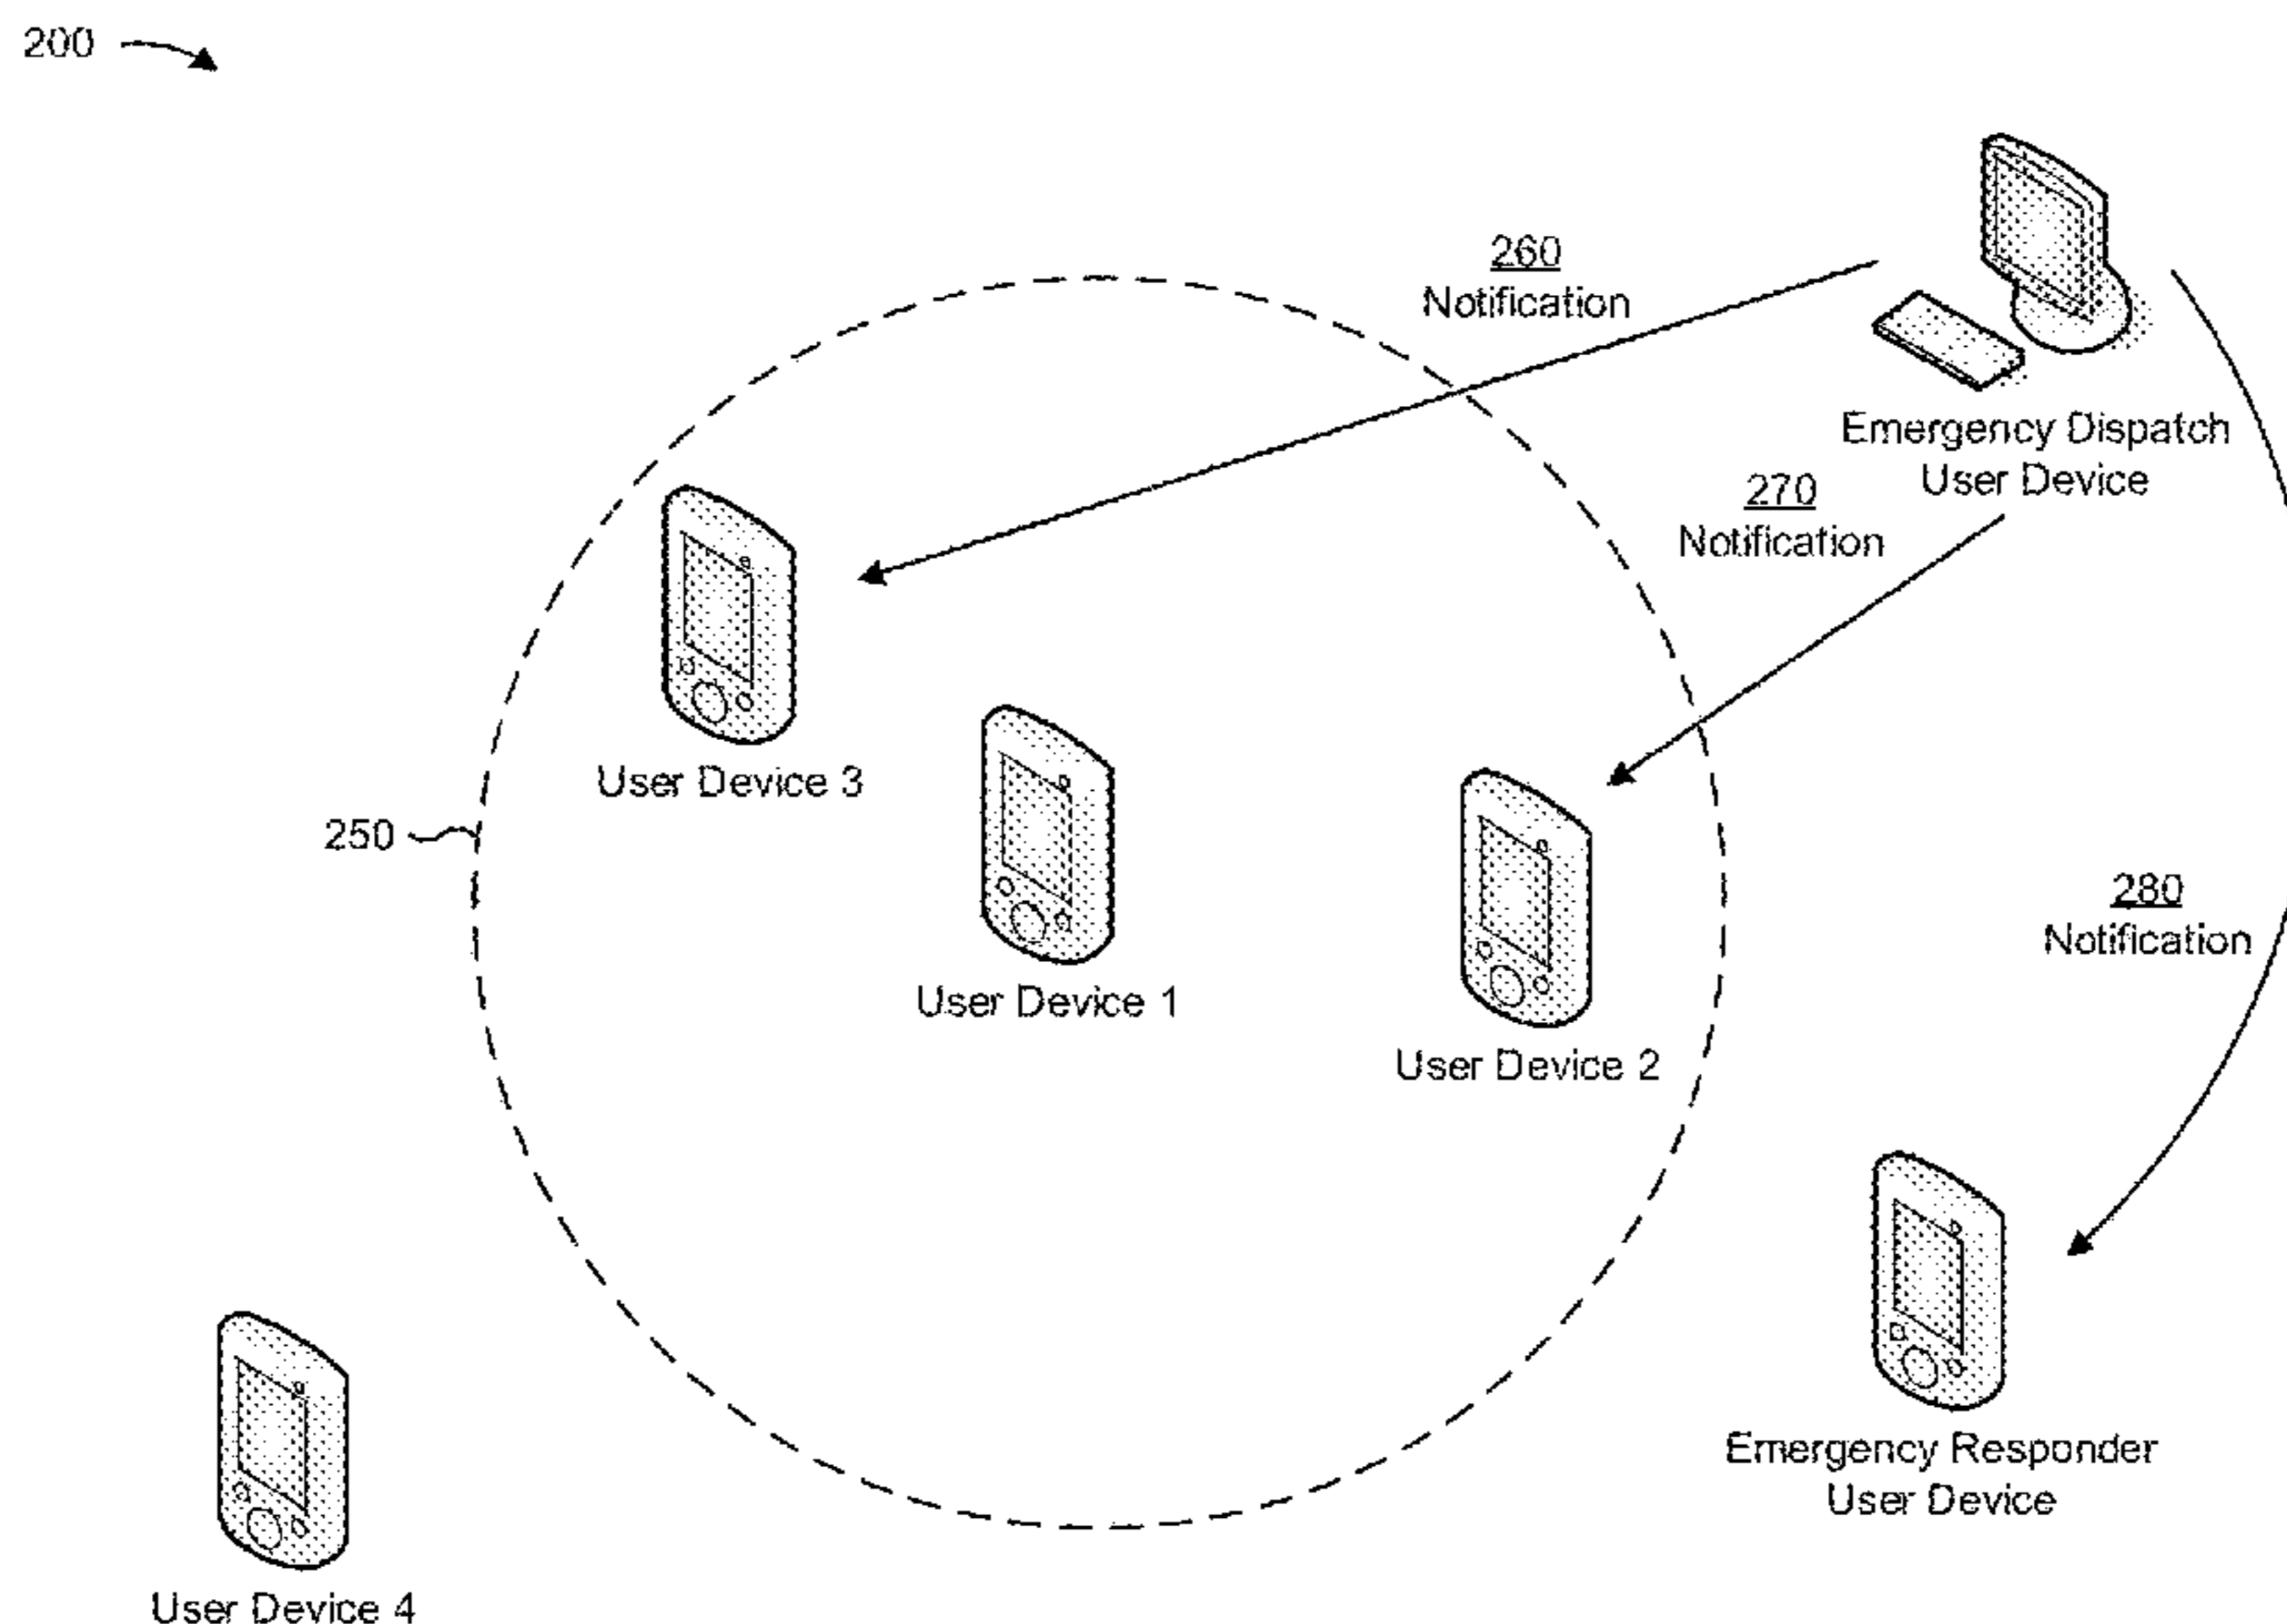 200
260
Notification
Emergency Dispatch
User Device
270
Notification
User Device 3
250
User Device 1
User Device 2
280
Notification
Emergency Responder
User Device
User Device 4